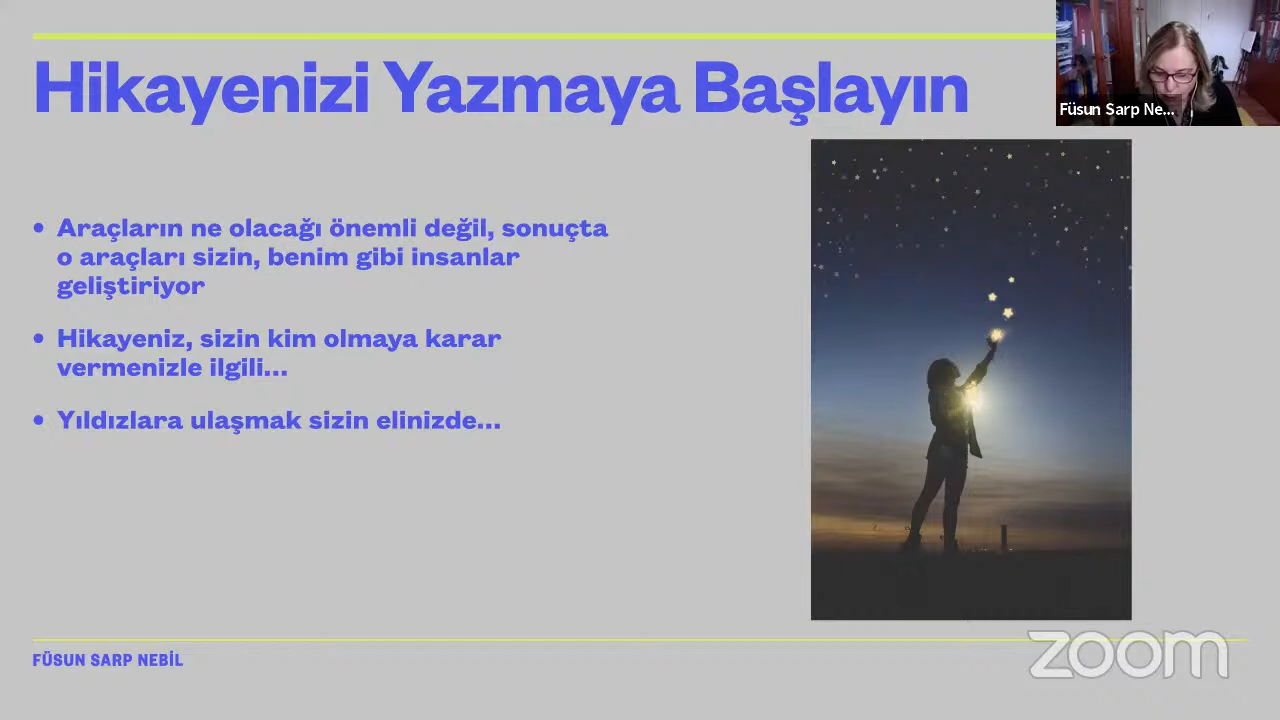 Hikayenizi Yazmaya Başlayın
Füsun Sarp Ne...
• Araçların ne olacağı önemli değil, sonuçta
o araçları sizin, benim gibi insanlar
geliştiriyor
• Hikayeniz, sizin kim olmaya karar
vermenizle ilgili...
• Yıldızlara ulaşmak sizin elinizde...
FÜSUN SARP NEBİL
zoom